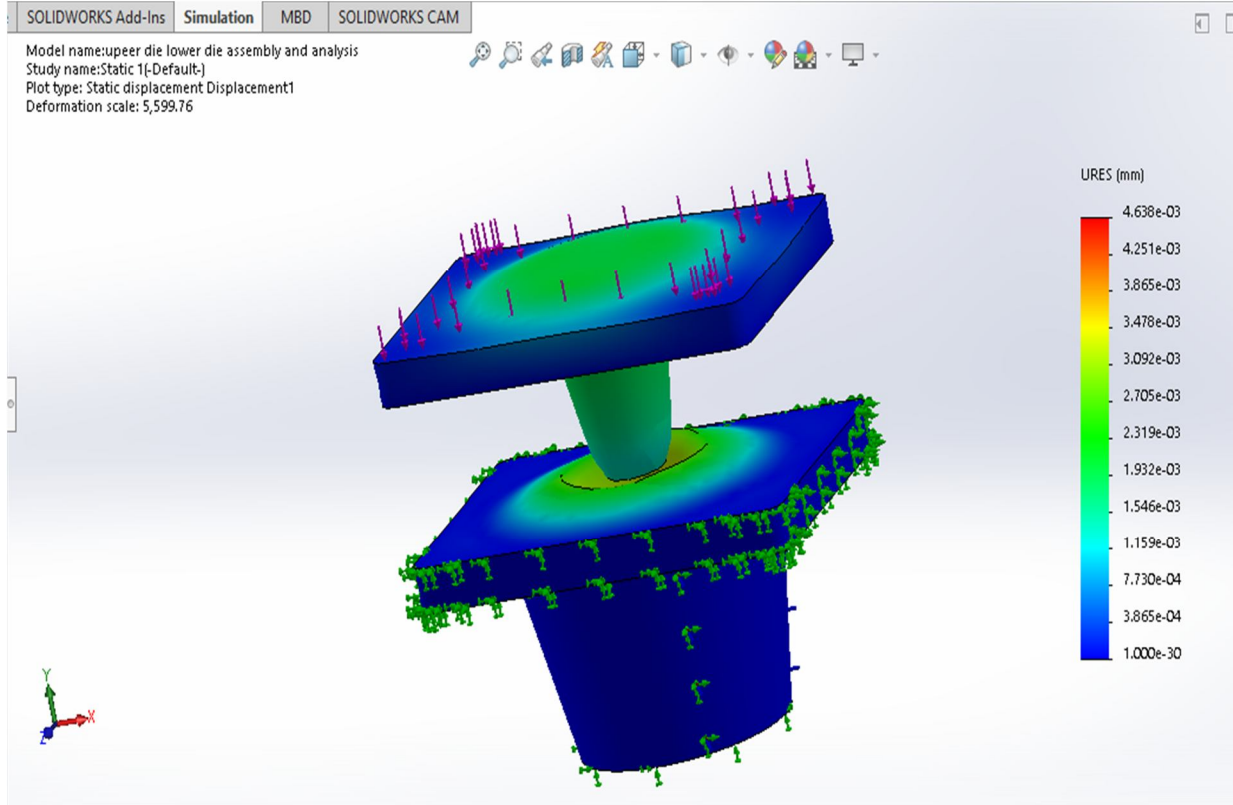 SOLIDWORKS Add-Ins Simulation MBD SOLIDWORKS CAM
Model name:upeer die lower die assembly and analysis
Study name:Static 1(-Default-)
Plot type: Static displacement Displacement1
Deformation scale: 5,599.76
URES (mm)
4.638e-03
4.251e-03
3.865e-03
3.478e-03
3.092e-03
2.705e-03
2.319e-03
1.932e-03
1.546e-03
1.159e-03
7.730e-04
3.865e-04
1.000e-30
Y
X
Z